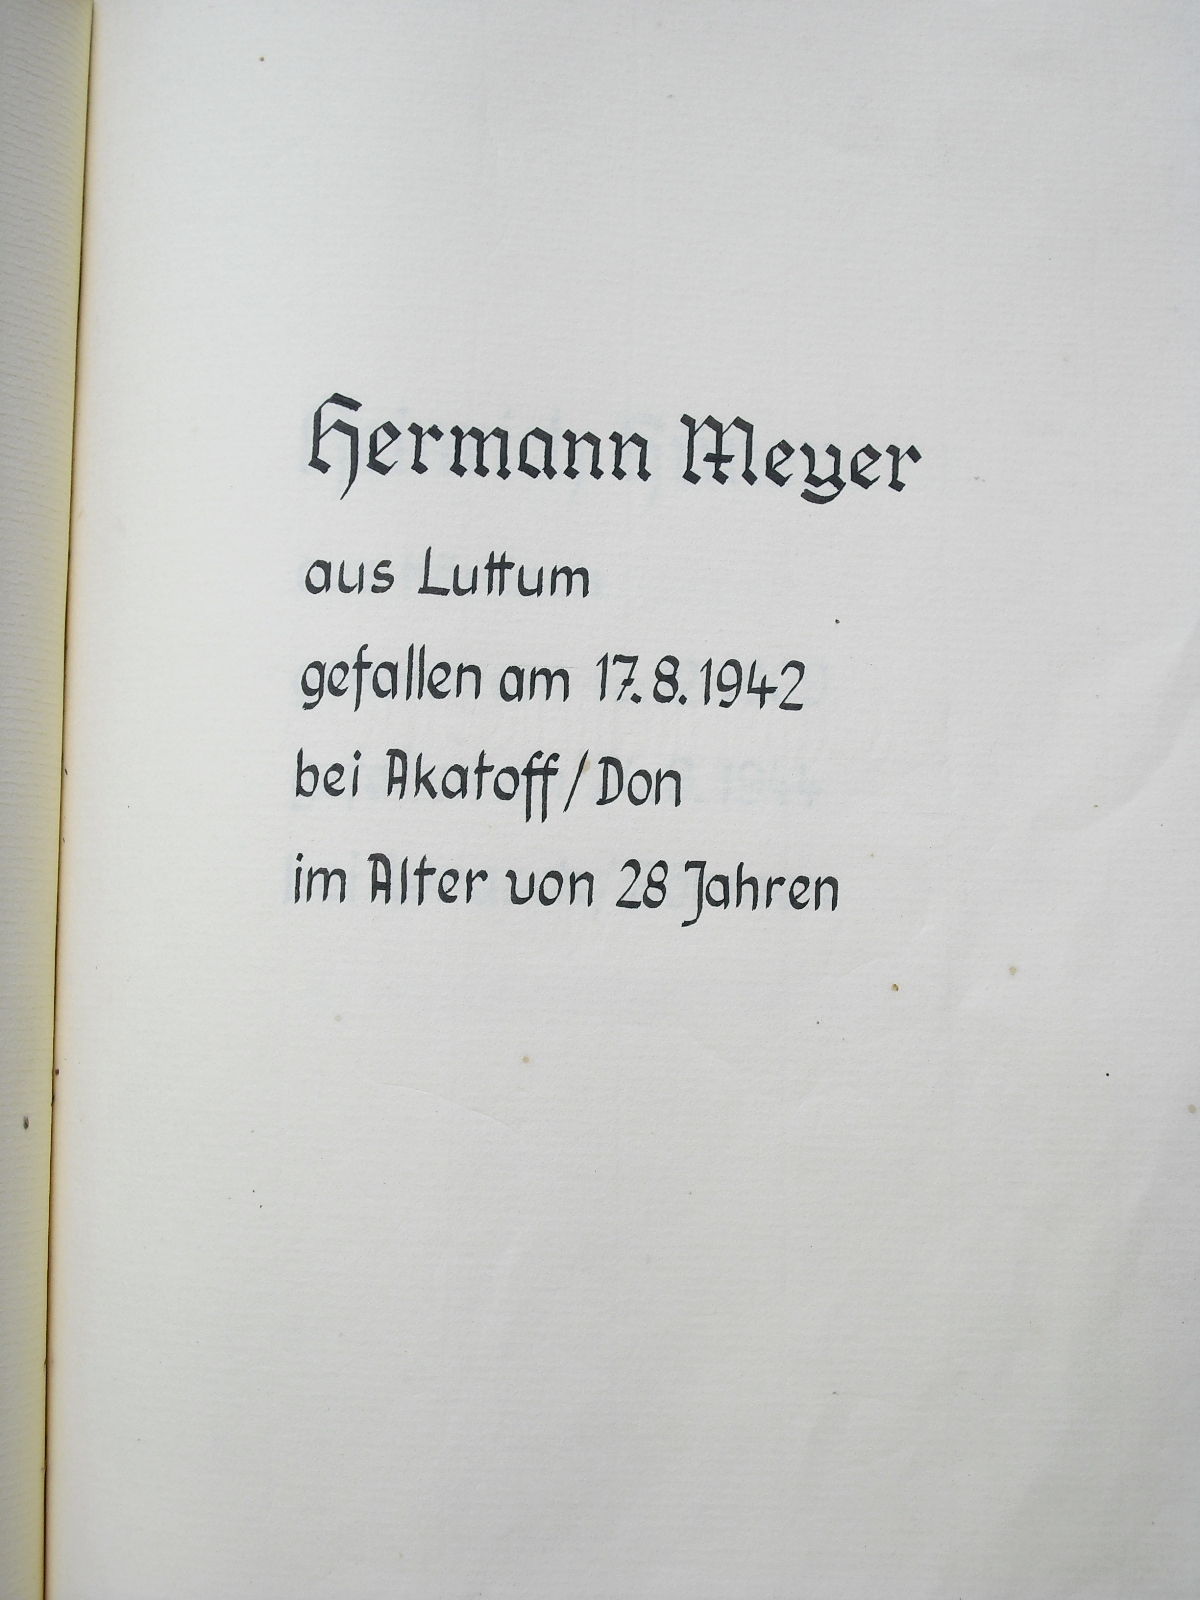 Hermann Meyer
aus Luttum
gefallen am 17.8.1942
bei Akatoff/Don
im Alter von 28 Jahren